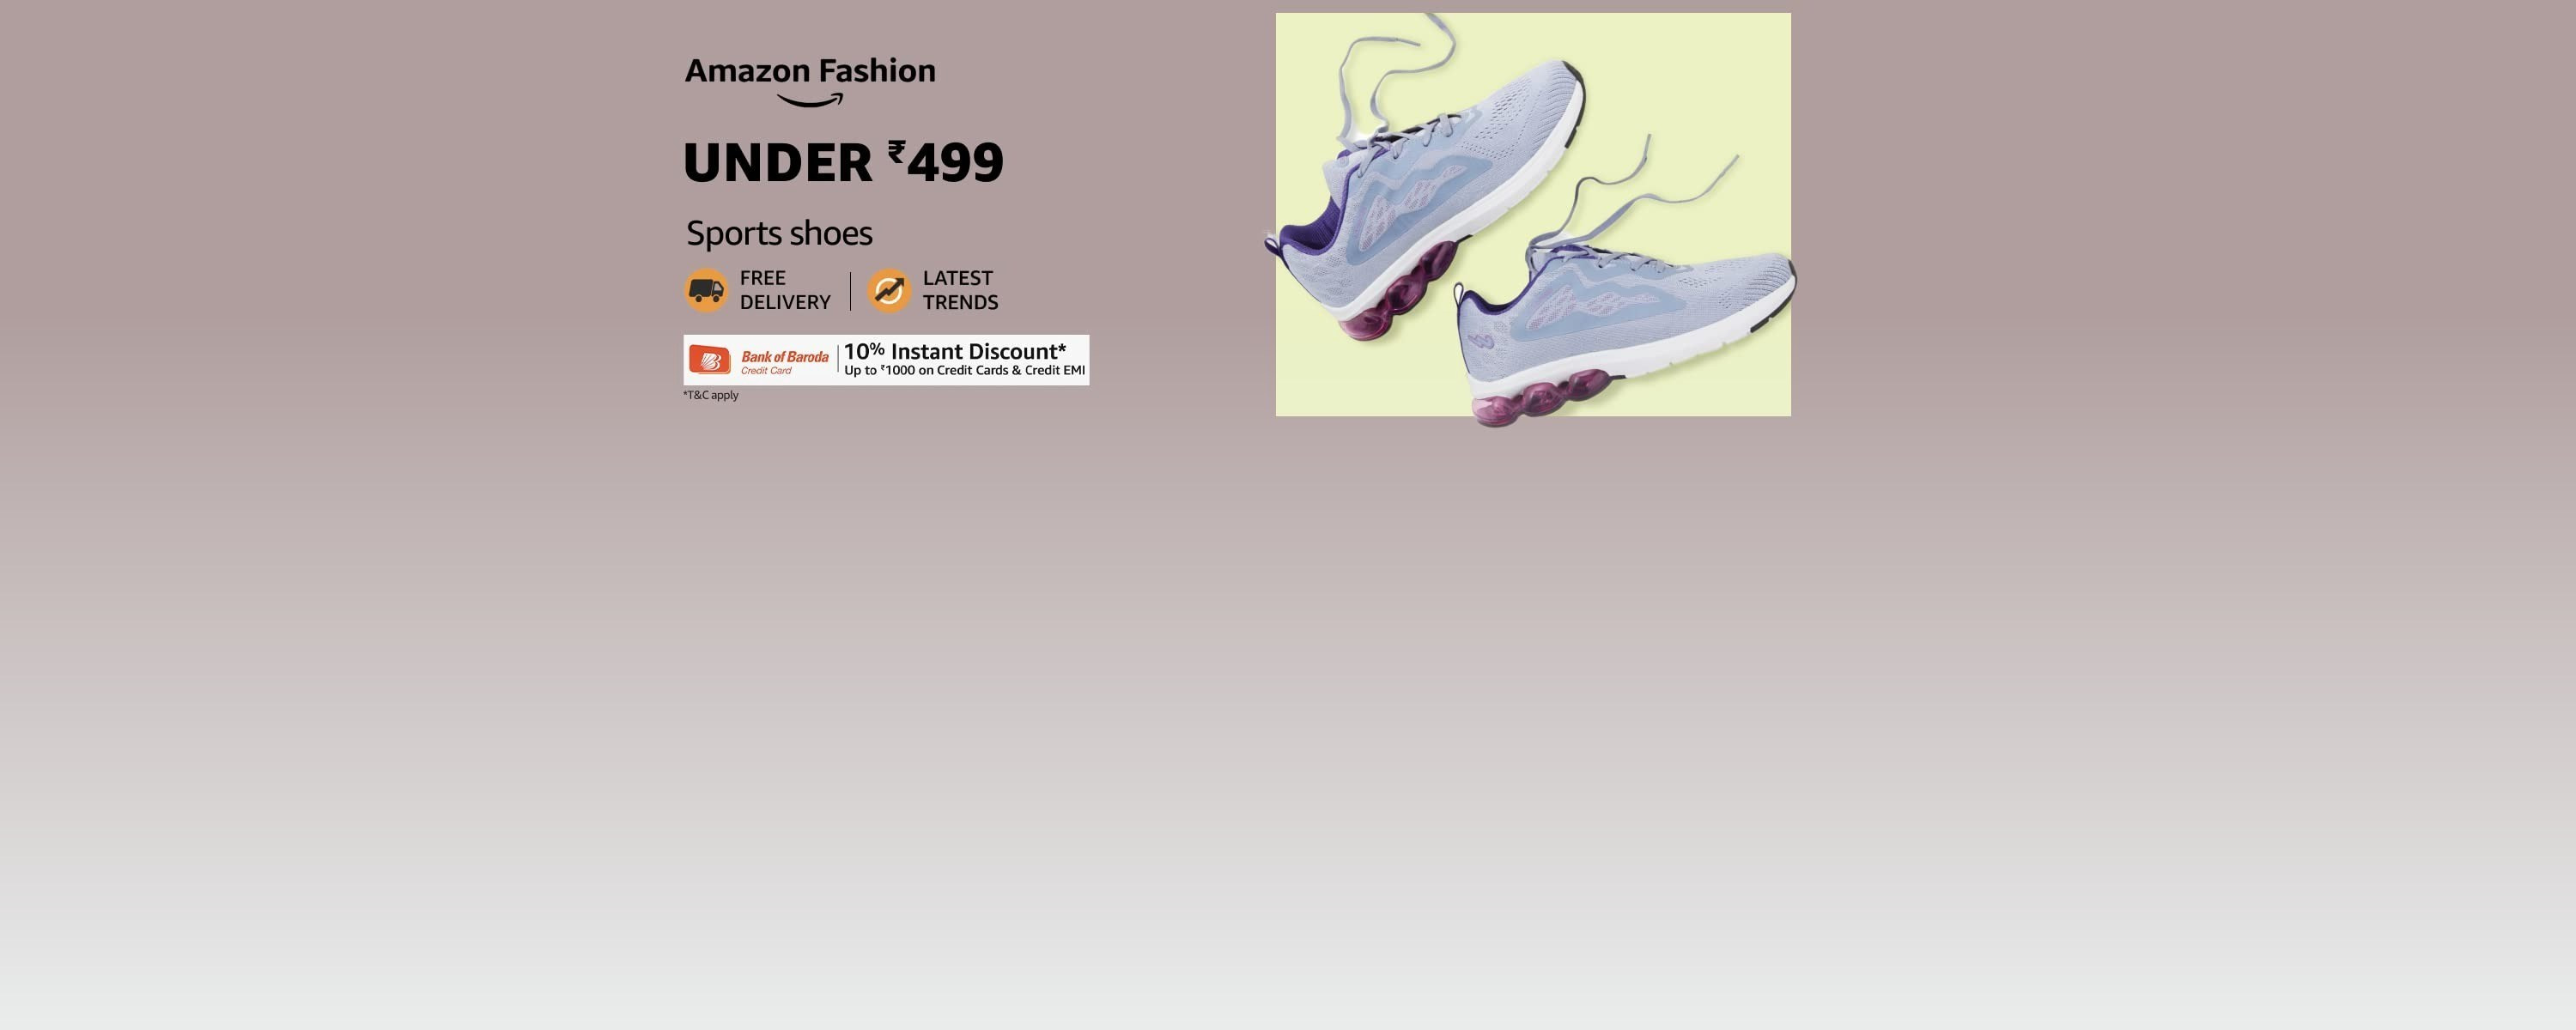 Amazon Fashion
UNDER ₹499
Sports shoes
FREE
DELIVERY
LATEST
TRENDS
Bank of Baroda
Credit Card
10% Instant Discount*
Up to ₹1000 on Credit Cards & Credit EMI
*T&C apply